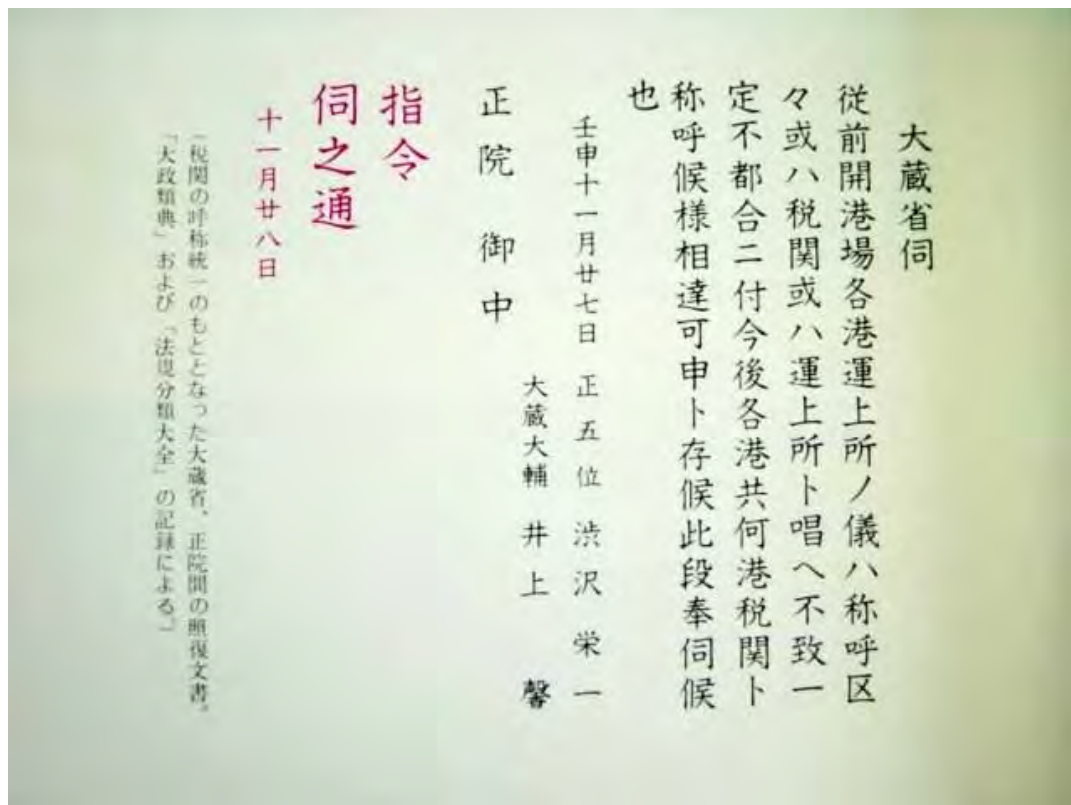 大蔵省伺
従前開港場各港運上所ノ儀ハ称呼区
々或ハ税関或ハ運上所ト唱へ不致一
定不都合ニ付今後各港共何港税関ト
称呼候様相達可申ト存候此段奉伺候
也
壬申十一月廿七日 正五位 渋沢栄一
大蔵大輔 井上 馨
正院 御中
指令
伺之通
十一月廿八日
(税関の呼称統一のもととなった大蔵省、正院間の照復文書。
「大政類典」および「法規分類大全」の記録による。)